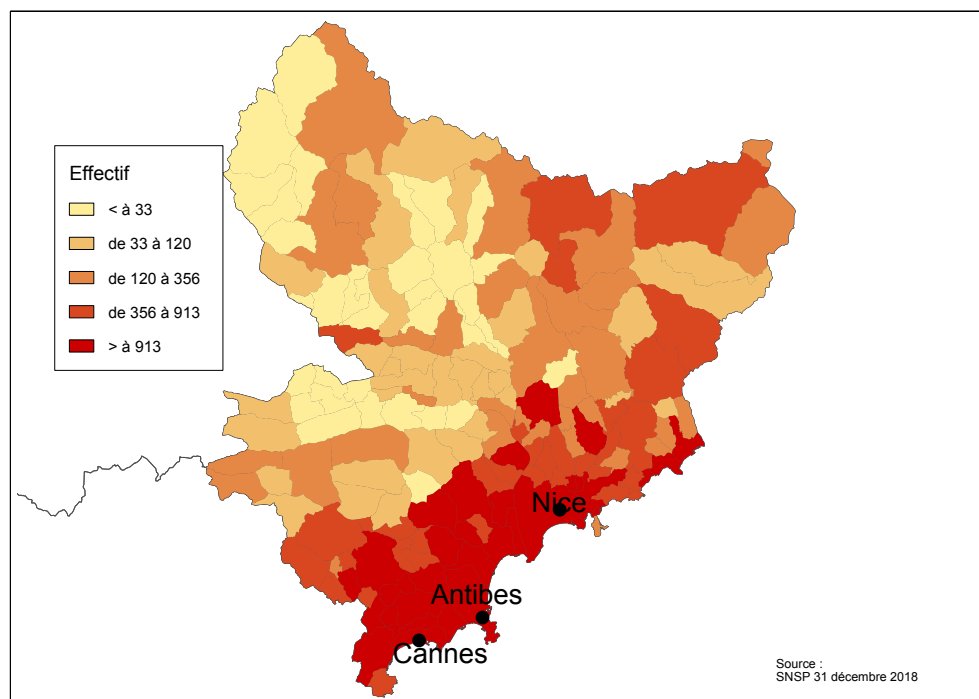 Effectif
< à 33
de 33 à 120
de 120 à 356
de 356 à 913
> à 913
Nice
Antibes
Cannes
Source :
SNSP 31 décembre 2018